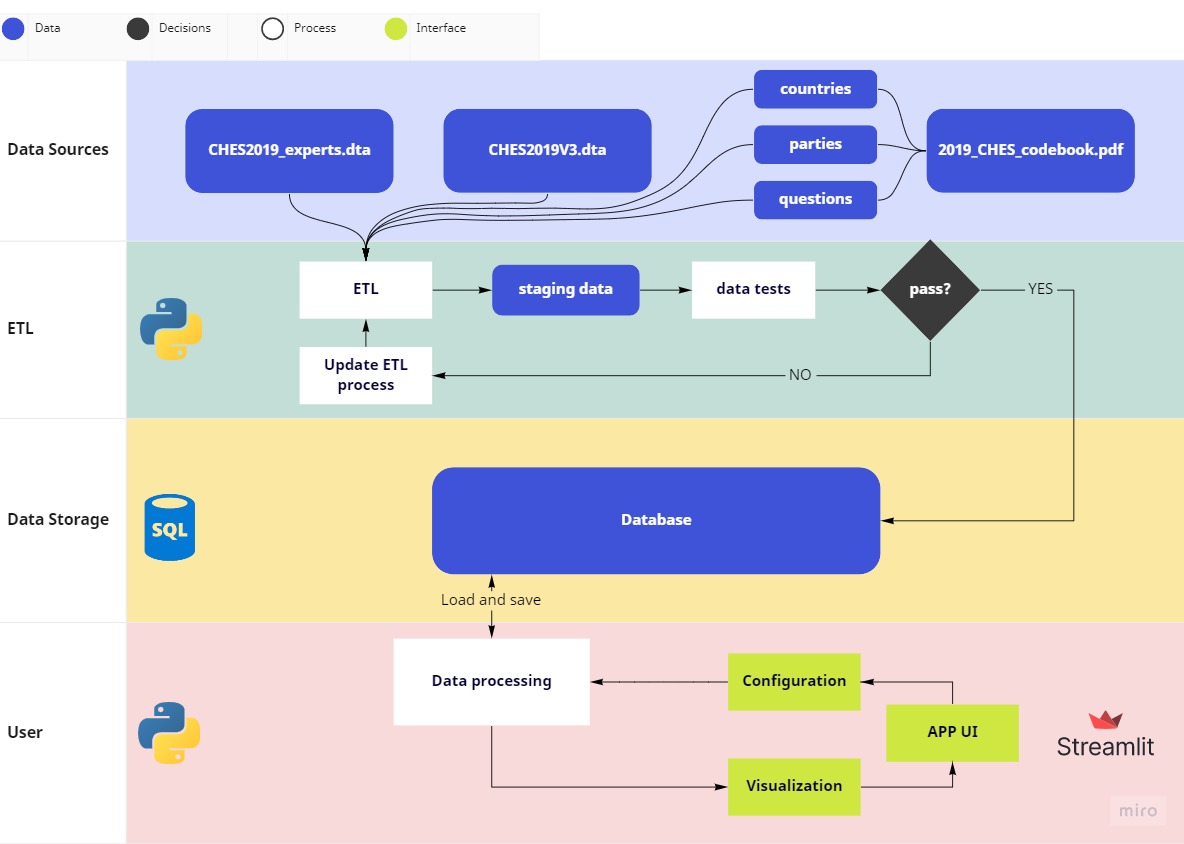 Data
Decisions
Process
Interface
Data Sources
CHES2019_experts.dta
CHES2019V3.dta
countries
parties
questions
2019_CHES_codebook.pdf
ETL
ETL
staging data
data tests
pass?
YES
Update ETL
process
NO
Data Storage
SQL
Database
Load and save
User
Data processing
Configuration
APP UI
Visualization
Streamlit
miro